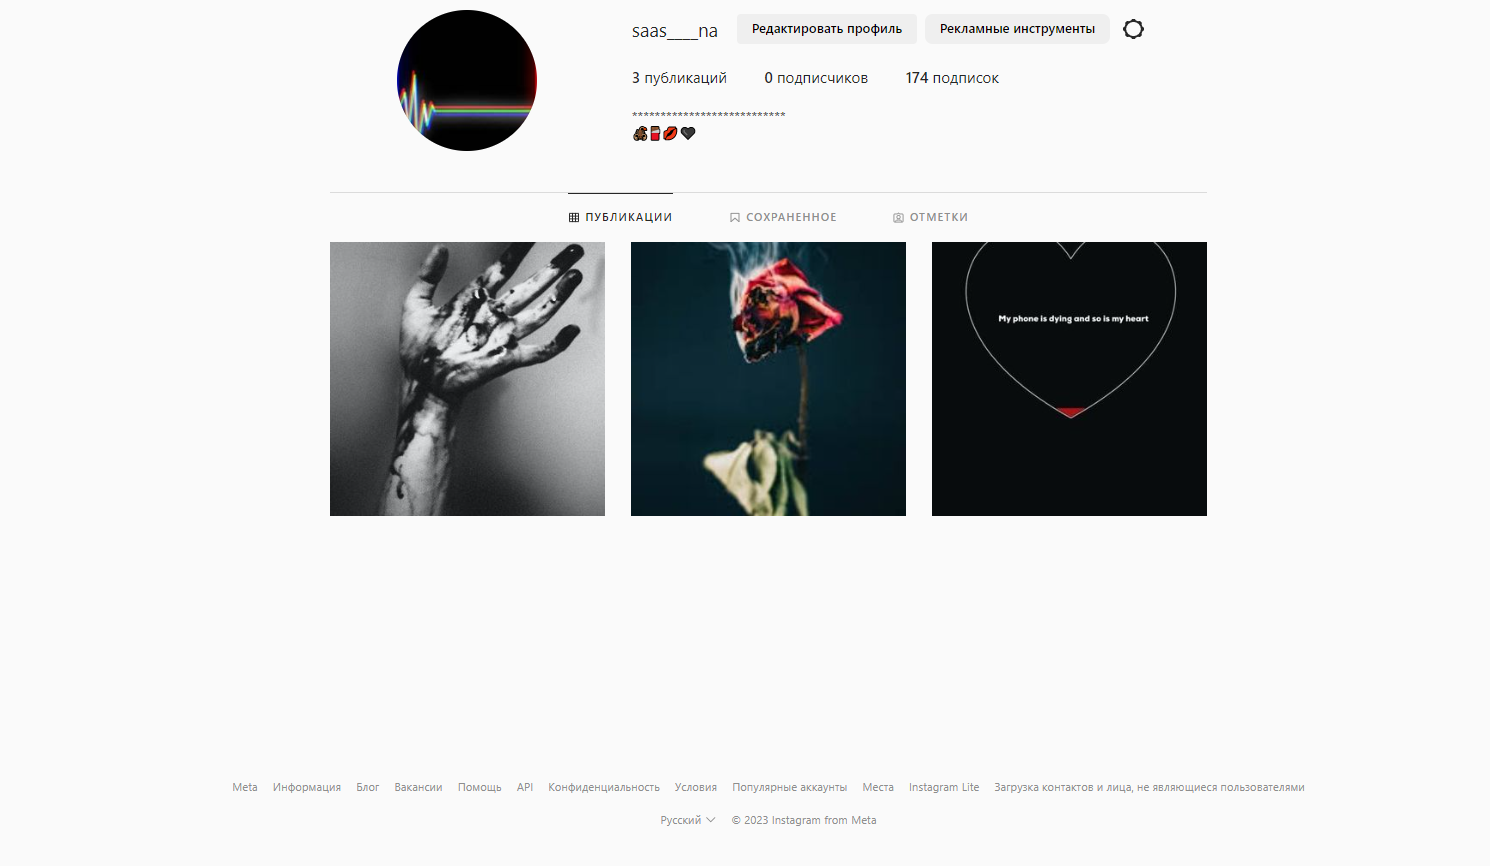 saas____na Редактировать профиль Рекламные инструменты
3 публикаций 0 подписчиков 174 подписок
***************************
ПУБЛИКАЦИИ СОХРАНЕННОЕ ОТМЕТКИ
My phone is dying and so is my heart
Meta Информация Блог Вакансии Помощь API Конфиденциальность Условия Популярные аккаунты Места Instagram Lite Загрузка контактов и лица, не являющиеся пользователями
Русский © 2023 Instagram from Meta